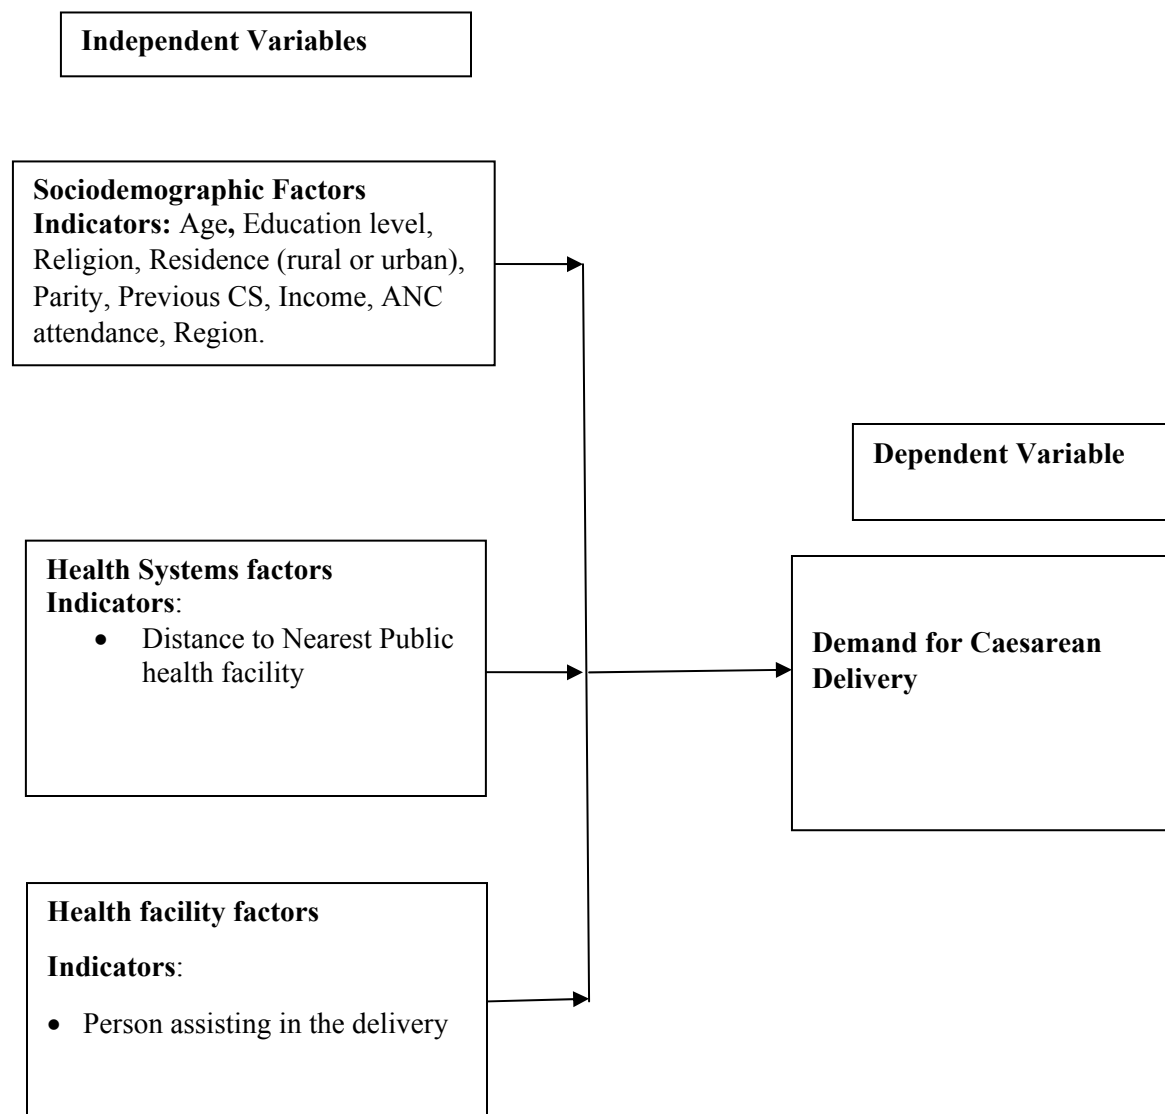 Independent Variables
Sociodemographic Factors
Indicators: Age, Education level,
Religion, Residence (rural or urban),
Parity, Previous CS, Income, ANC
attendance, Region.
Dependent Variable
Health Systems factors
Indicators:
• Distance to Nearest Public
health facility
Demand for Caesarean
Delivery
Health facility factors
Indicators:
• Person assisting in the delivery